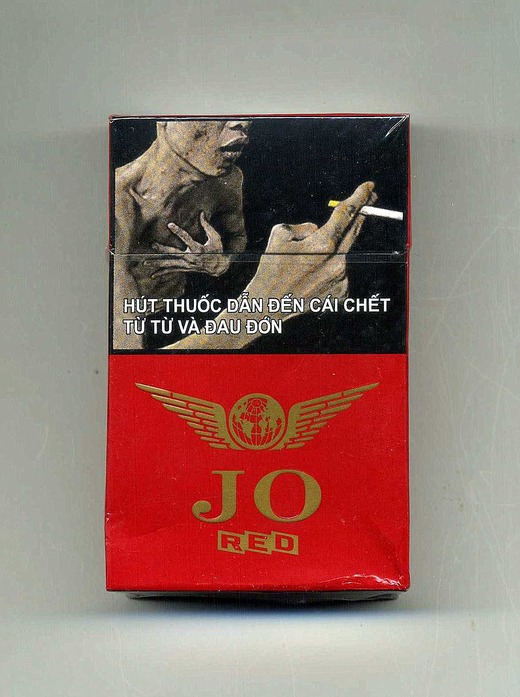 HÚT THUỐC DẪN ĐẾN CÁI CHẾT
TỪ TỪ VÀ ĐAU ĐỚN
JO
RED